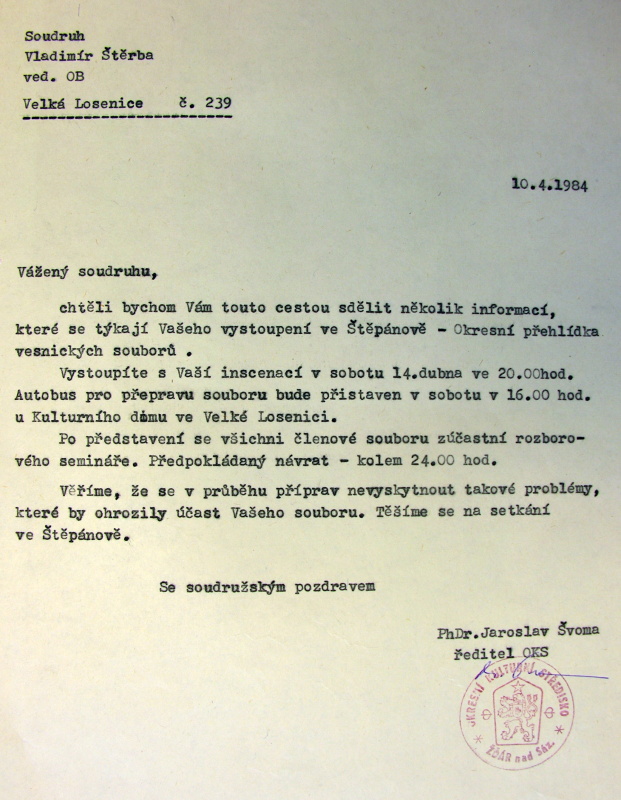 Soudruh
Vladimír Štěrba
ved. OB
Velká Losenice č. 239
10.4.1984
Vážený soudruhu,
chtěli bychom Vám touto cestou sdělit několik informací,
které se týkají Vašeho vystoupení ve Štěpánově - Okresní přehlídka
vesnických souborů .
Vystoupíte s Vaší inscenací v sobotu 14.dubna ve 20.00hod.
Autobus pro přepravu souboru bude přistaven v sobotu v 16.00 hod.
u Kulturního domu ve Velké Losenici.
Po představení se všichni členové souboru zúčastní rozboro-
vého semináře. Předpokládaný návrat - kolem 24.00 hod.
Věříme, že se v průběhu příprav nevyskytnout takové problémy,
které by ohrozily účast Vašeho souboru. Těšíme se na setkání
ve Štěpánově.
Se soudružským pozdravem
PhDr.Jaroslav Švoma
ředitel OKS
OKRESNÍ KULTURNÍ STŘEDISKO
ŽĎÁR nad Sáz.